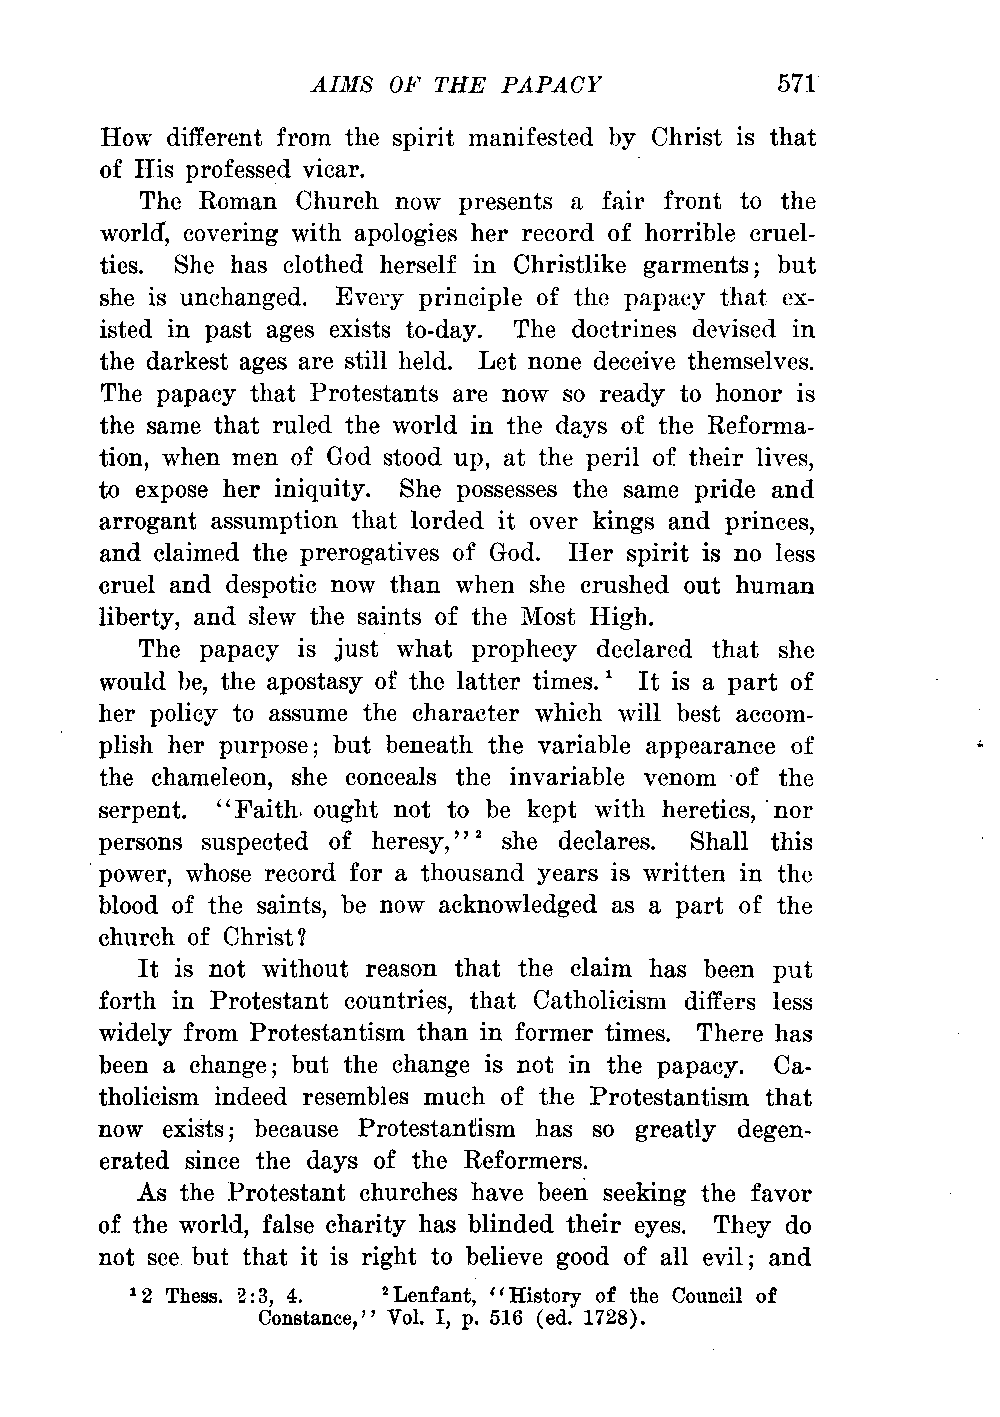 AIMS OF THE PAPACY 571
How different from the spirit manifested by Christ is that
of His professed vicar.
The Roman Church now presents a fair front to the
world, covering with apologies her record of horrible cruel-
ties. She has clothed herself in Christlike garments; but
she is unchanged. Every principle of the papacy that ex-
isted in past ages exists to-day. The doctrines devised in
the darkest ages are still held. Let none deceive themselves.
The papacy that Protestants are now so ready to honor is
the same that ruled the world in the days of the Reforma-
tion, when men of God stood up, at the peril of their lives,
to expose her iniquity. She possesses the same pride and
arrogant assumption that lorded it over kings and princes,
and claimed the prerogatives of God. Her spirit is no less
cruel and despotic now than when she crushed out human
liberty, and slew the saints of the Most High.
The papacy is just what prophecy declared that she
would be, the apostasy of the latter times.¹ It is a part of
her policy to assume the character which will best accom-
plish her purpose; but beneath the variable appearance of
the chameleon, she conceals the invariable venom of the
serpent. "Faith ought not to be kept with heretics, nor
persons suspected of heresy,"² she declares. Shall this
power, whose record for a thousand years is written in the
blood of the saints, be now acknowledged as a part of the
church of Christ?
It is not without reason that the claim has been put
forth in Protestant countries, that Catholicism differs less
widely from Protestantism than in former times. There has
been a change; but the change is not in the papacy. Ca-
tholicism indeed resembles much of the Protestantism that
now exists; because Protestantism has so greatly degen-
erated since the days of the Reformers.
As the Protestant churches have been seeking the favor
of the world, false charity has blinded their eyes. They do
not see but that it is right to believe good of all evil; and
¹2 Thess. 2:3, 4. ²Lenfant, "History of the Council of
Constance," Vol. I, p. 516 (ed. 1728).